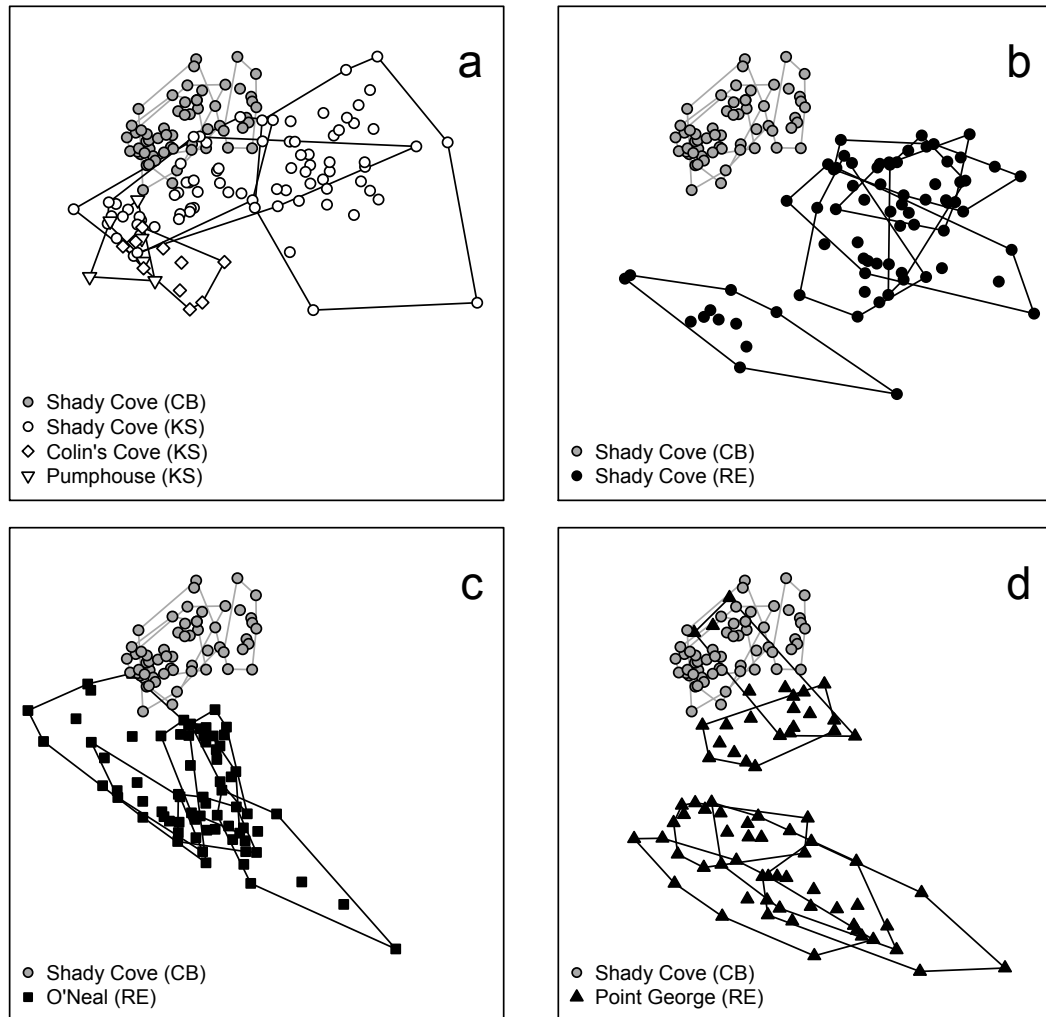 a
Shady Cove (CB)
Shady Cove (KS)
Colin's Cove (KS)
Pumphouse (KS)
b
Shady Cove (CB)
Shady Cove (RE)
c
Shady Cove (CB)
O'Neal (RE)
d
Shady Cove (CB)
Point George (RE)